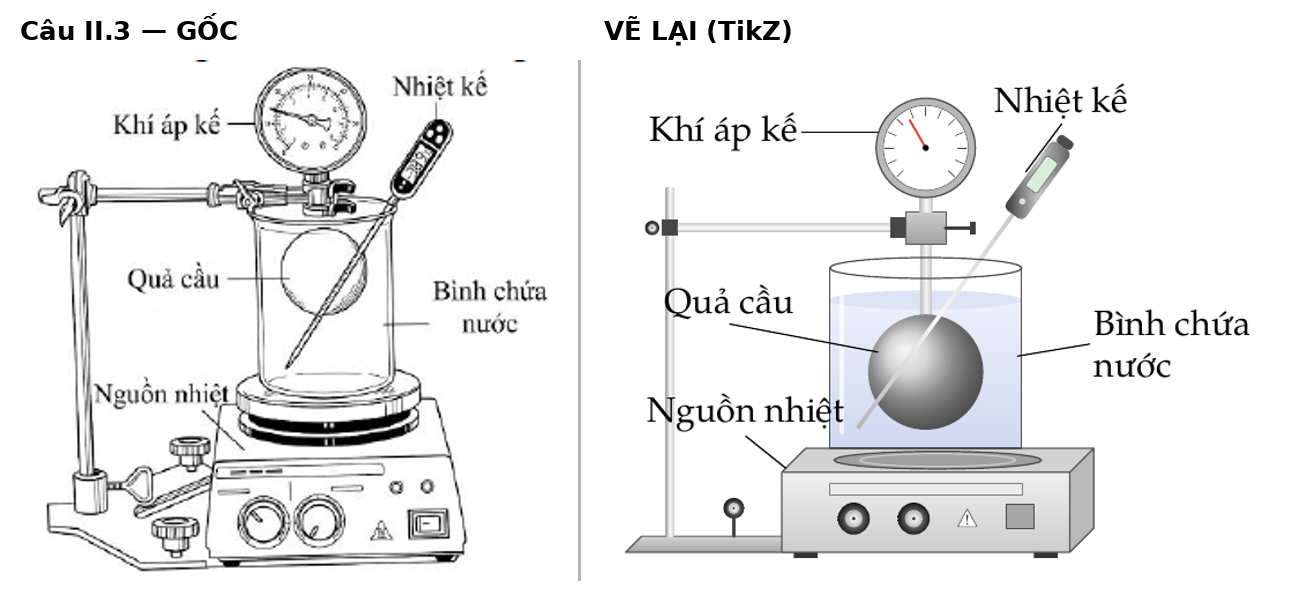 Câu II.3 — GỐC
Nhiệt kế
Khí áp kế
Quả cầu
Bình chứa
nước
Nguồn nhiệt
VẼ LẠI (TikZ)
Nhiệt kế
Khí áp kế
Quả cầu
Bình chứa
nước
Nguồn nhiệt